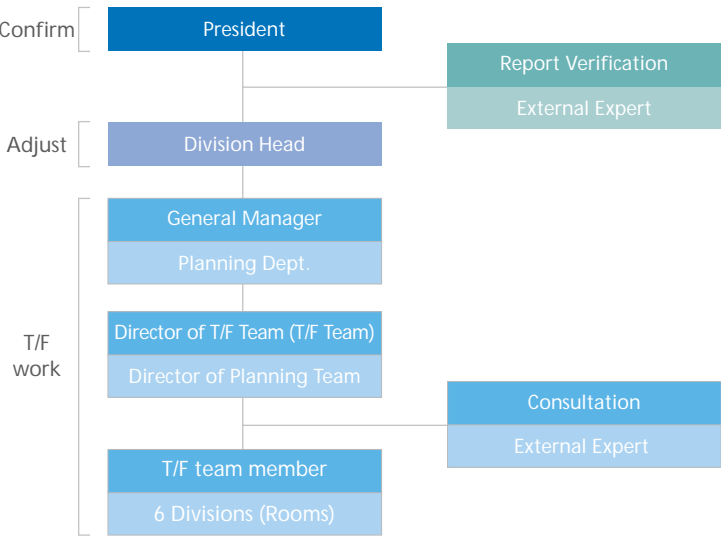 Confirm
President
Report Verification
External Expert
Adjust
Division Head
General Manager
Planning Dept.
T/F
work
Director of T/F Team (T/F Team)
Director of Planning Team
Consultation
External Expert
T/F team member
6 Divisions (Rooms)